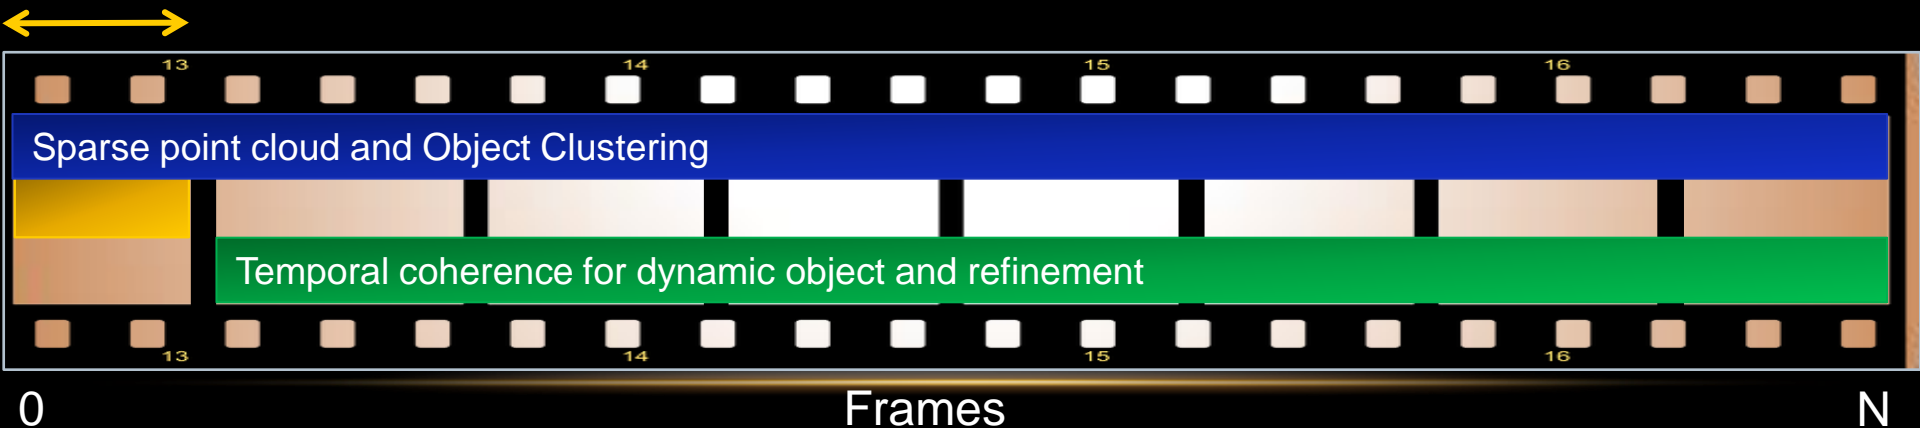 13 14 15 16
Sparse point cloud and Object Clustering
Temporal coherence for dynamic object and refinement
13 14 15 16
0 Frames N